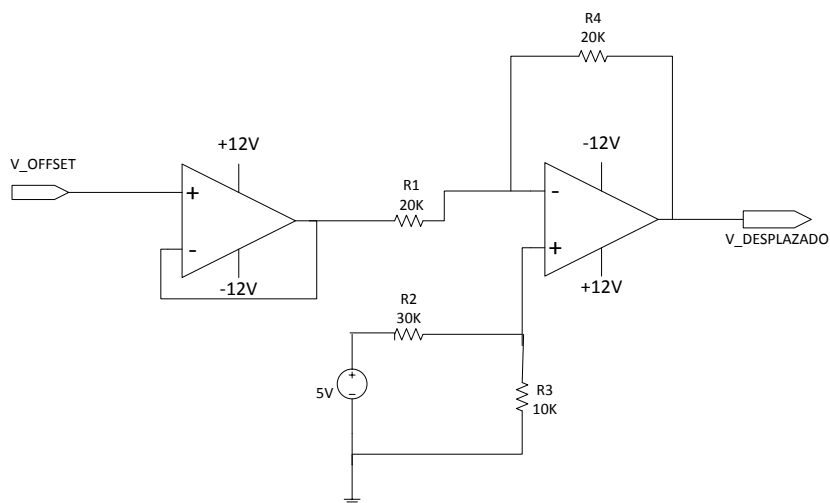 R4
20K
+12V
-12V
V_OFFSET
R1
20K
+
-
-
+
V_DESPLAZADO
-12V
+12V
R2
30K
5V
+
-
R3
10K